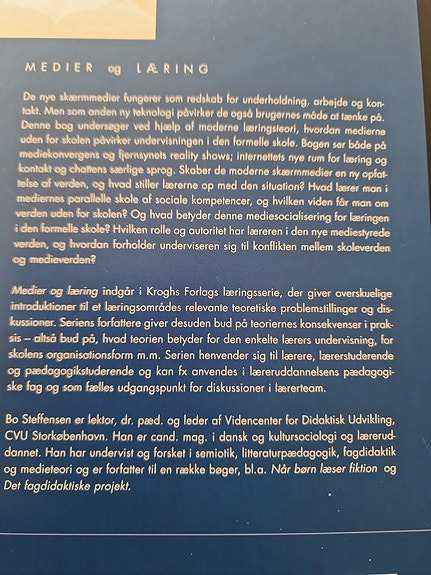 MEDIER og LÆRING
De nye skærmmedier fungerer som redskab for underholdning, arbejde og kon-
takt. Men som anden ny teknologi påvirker de også brugernes måde at tænke på.
Denne bog undersøger ved hjælp af moderne læringsteori, hvordan medierne
uden for skolen påvirker undervisningen i den formelle skole. Bogen ser både på
mediekonvergens og fjernsynets reality shows; internettets nye rum for læring og
kontakt og chattens særlige sprog. Skaber de moderne skærmmedier en ny opfat-
telse af verden, og hvad stiller lærerne op med den situation? Hvad lærer man i
mediernes parallelle skole af sociale kompetencer, og hvilken viden får man om
verden uden for skolen? Og hvad betyder denne mediesocialisering for læringen
i den formelle skole? Hvilken rolle og autoritet har læreren i den nye mediestyrede
verden, og hvordan forholder underviseren sig til konflikten mellem skoleverden
og medieverden?
Medier og læring indgår i Kroghs Forlags læringsserie, der giver overskuelige
introduktioner til et læringsområdes relevante teoretiske problemstillinger og dis-
kussioner. Seriens forfattere giver desuden bud på teoriernes konsekvenser i prak-
sis – altså bud på, hvad teorien betyder for den enkelte lærers undervisning, for
skolens organisationsform m.m. Serien henvender sig til lærere, lærerstuderende
og pædagogikstuderende og kan fx anvendes i læreruddannelsens pædagogi-
ske fag og som fælles udgangspunkt for diskussioner i lærerteam.
Bo Steffensen er lektor, dr. pæd. og leder af Videncenter for Didaktisk Udvikling,
CVU Storkøbenhavn. Han er cand. mag. i dansk og kultursociologi og lærerud-
dannet. Han har undervist og forsket i semiotik, litteraturpædagogik, fagdidaktik
og medieteori og er forfatter til en række bøger, bl.a. Når børn læser fiktion og
Det fagdidaktiske projekt.